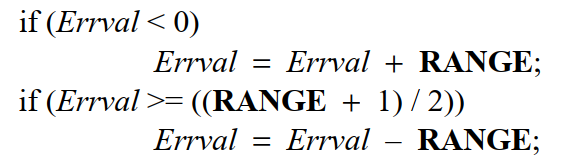 if (Errval < 0)
Errval = Errval + RANGE;
if (Errval >= ((RANGE + 1) / 2))
Errval = Errval – RANGE;